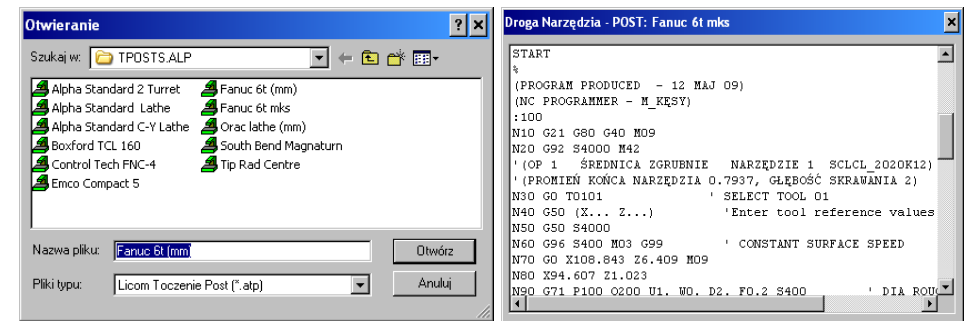 Otwieranie
Szukaj w: TPOSTS.ALP
Alpha Standard 2 Turret
Alpha Standard Lathe
Alpha Standard C-Y Lathe
Boxford TCL 160
Control Tech FNC-4
Emco Compact 5
Fanuc 6t (mm)
Fanuc 6t mks
Orac lathe (mm)
South Bend Magnaturn
Tip Rad Centre
Nazwa pliku: Fanuc 6t (mm) Otwórz
Pliki typu: Licom Toczenie Post (*.atp) Anuluj
Droga Narzędzia - POST: Fanuc 6t mks
START
%
(PROGRAM PRODUCED - 12 MAJ 09)
(NC PROGRAMMER - M_KĘSY)
:100
N10 G21 G80 G40 M09
N20 G92 S4000 M42
'(OP 1 ŚREDNICA ZGRUBNIE NARZĘDZIE 1 SCLCL_2020K12)
'(PROMIEŃ KOŃCA NARZĘDZIA 0.7937, GŁĘBOŚĆ SKRAWANIA 2)
N30 G0 T0101 ' SELECT TOOL 01
N40 G50 (X... Z...) 'Enter tool reference values
N50 G50 S4000
N60 G96 S400 M03 G99 ' CONSTANT SURFACE SPEED
N70 G0 X108.843 Z6.409 M09
N80 X94.607 Z1.023
N90 G71 P100 Q200 U1. W0. D2. F0.2 S400 ' DIA ROU